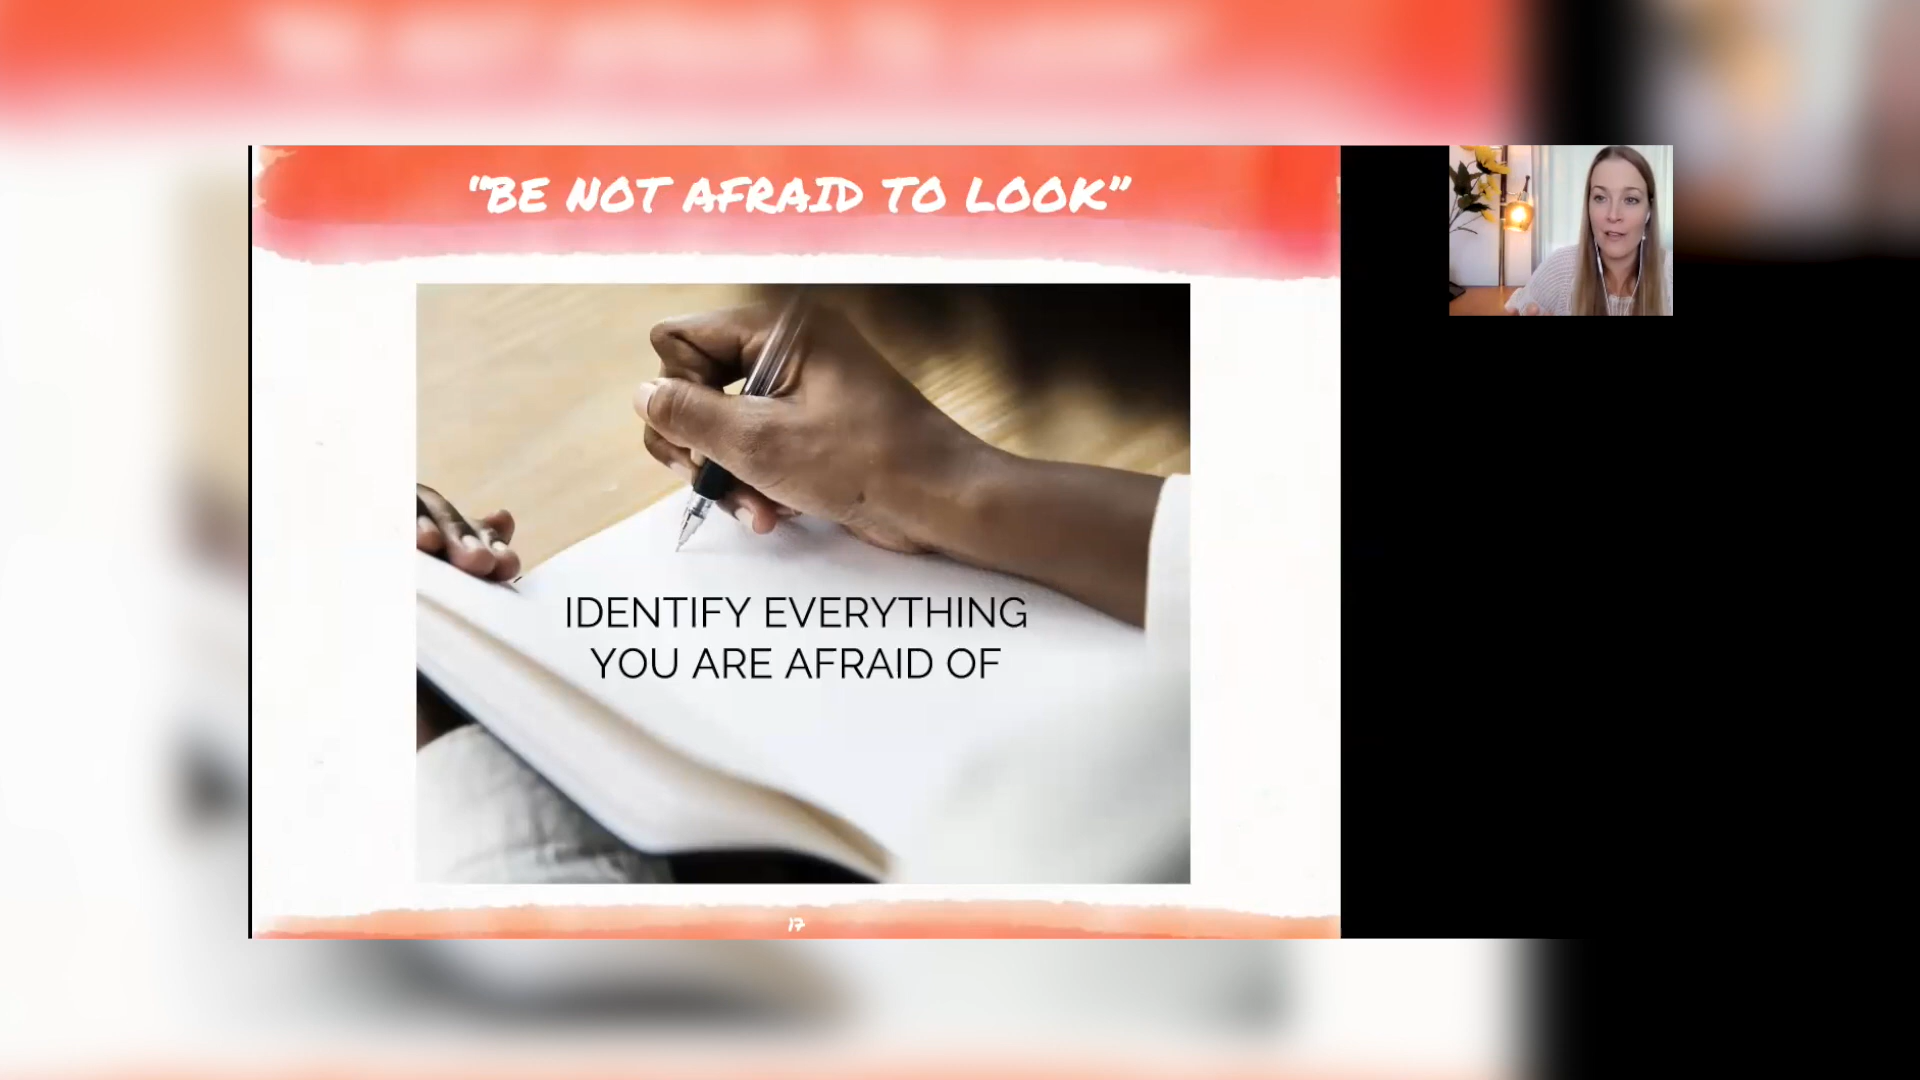 “BE NOT AFRAID TO LOOK”
IDENTIFY EVERYTHING
YOU ARE AFRAID OF
17